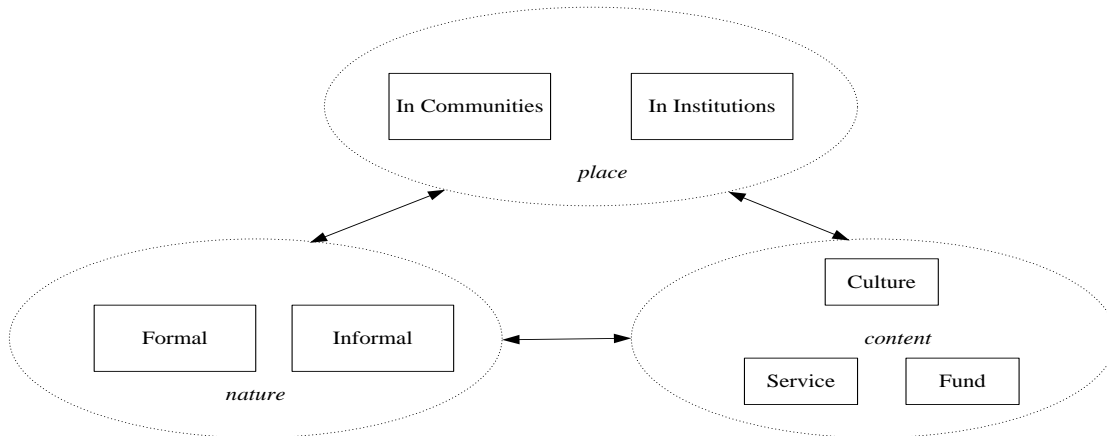 In Communities
In Institutions
place
Formal
Informal
nature
Culture
content
Service
Fund